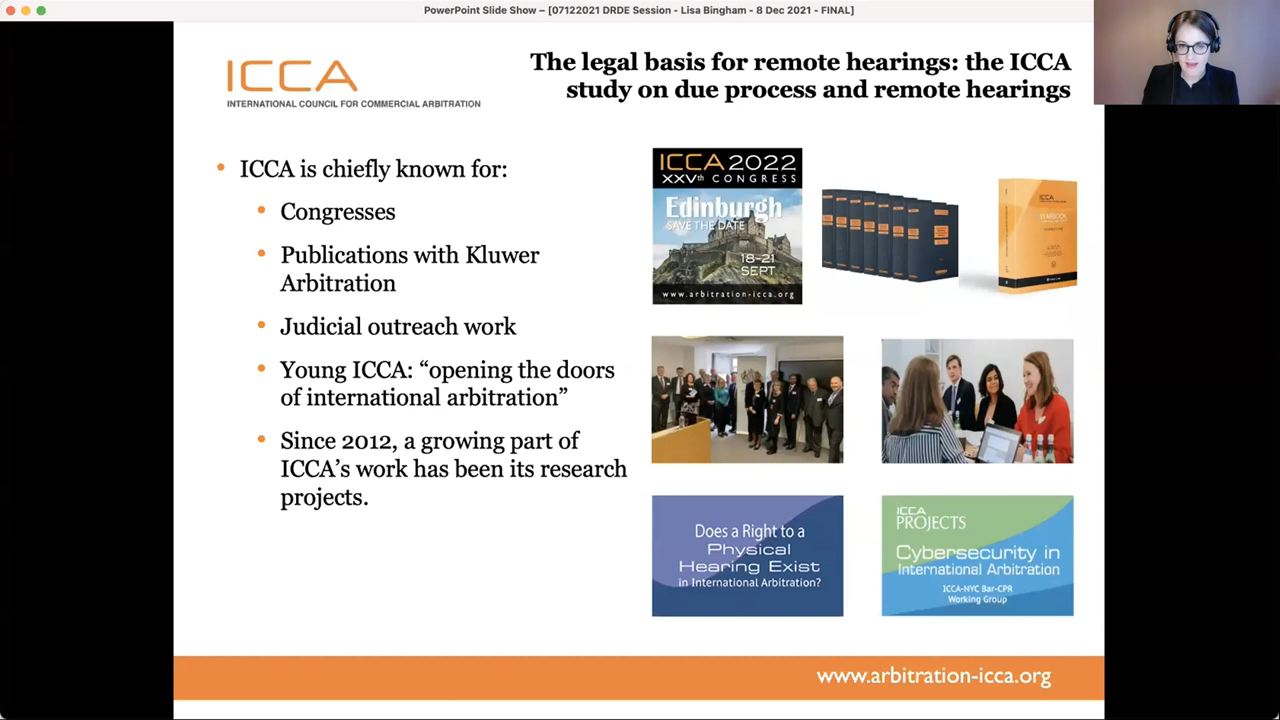 PowerPoint Slide Show – [07122021 DRDE Session - Lisa Bingham - 8 Dec 2021 - FINAL]
ICCA
INTERNATIONAL COUNCIL FOR COMMERCIAL ARBITRATION
The legal basis for remote hearings: the ICCA
study on due process and remote hearings
• ICCA is chiefly known for:
• Congresses
• Publications with Kluwer
Arbitration
• Judicial outreach work
• Young ICCA: “opening the doors
of international arbitration”
• Since 2012, a growing part of
ICCA’s work has been its research
projects.
ICCA 2022
XXVth CONGRESS
Edinburgh
SAVE THE DATE
18-21
SEPT
www.arbitration-icca.org
ICCA
YEARBOOK
Does a Right to a
Physical
Hearing Exist
in International Arbitration?
ICCA
PROJECTS
Cybersecurity in
International Arbitration
ICCA-NYC Bar-CPR
Working Group
www.arbitration-icca.org